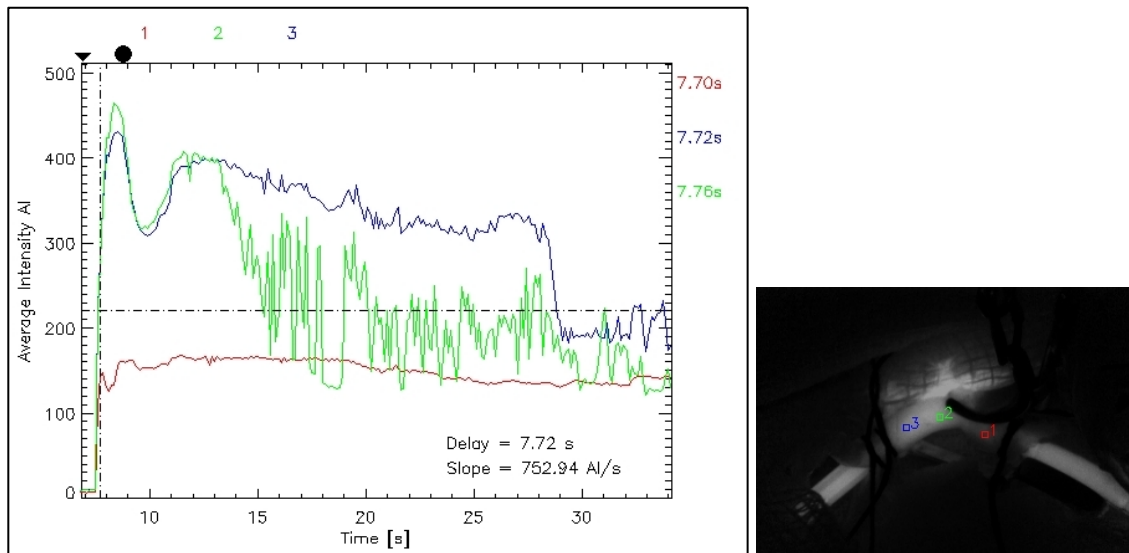 1 2 3
500
400
300
200
100
0
Average Intensity AI
7.70s
7.72s
7.76s
Delay = 7.72 s
Slope = 752.94 AI/s
10 15 20 25 30
Time [s]
3 2 1